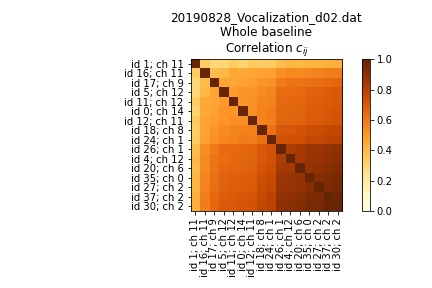 20190828_Vocalization_d02.dat
Whole baseline
Correlation c_ij
id 1; ch 11
id 16; ch 11
id 17; ch 9
id 5; ch 12
id 11; ch 12
id 0; ch 14
id 12; ch 11
id 18; ch 8
id 24; ch 1
id 26; ch 1
id 4; ch 12
id 20; ch 6
id 35; ch 0
id 27; ch 2
id 37; ch 2
id 30; ch 2
1.0
0.8
0.6
0.4
0.2
0.0
id 1; ch 11
id 16; ch 11
id 17; ch 9
id 5; ch 12
id 11; ch 12
id 0; ch 14
id 12; ch 11
id 18; ch 8
id 24; ch 1
id 26; ch 1
id 4; ch 12
id 20; ch 6
id 35; ch 0
id 27; ch 2
id 37; ch 2
id 30; ch 2